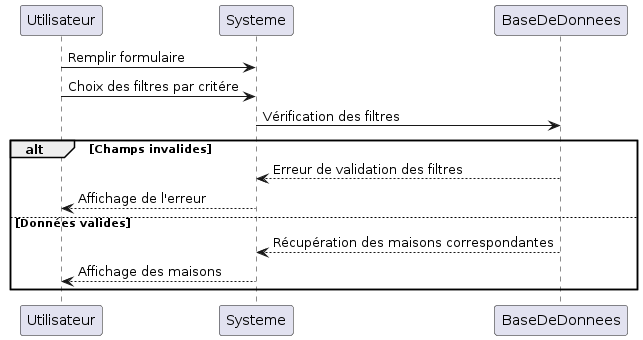 Utilisateur Systeme BaseDeDonnees
Remplir formulaire
Choix des filtres par critére
Vérification des filtres
alt [Champs invalides]
Erreur de validation des filtres
Affichage de l'erreur
[Données valides]
Récupération des maisons correspondantes
Affichage des maisons
Utilisateur Systeme BaseDeDonnees